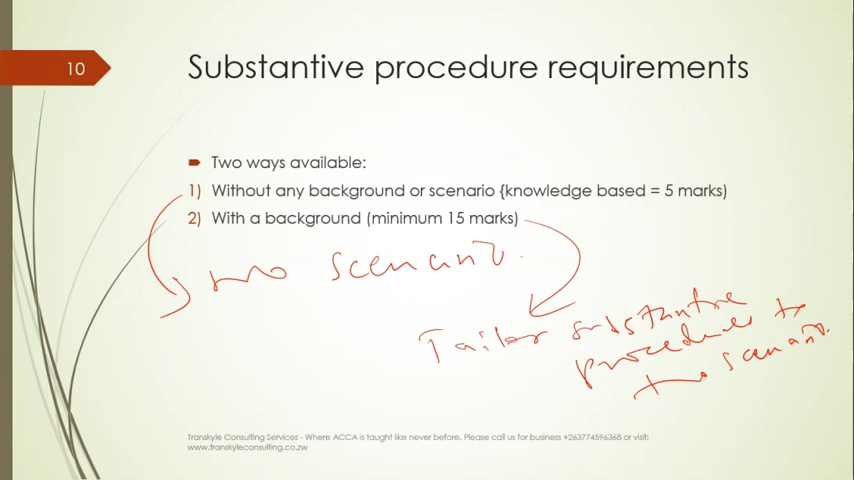 10
Substantive procedure requirements
Two ways available:
1) Without any background or scenario {knowledge based = 5 marks)
2) With a background (minimum 15 marks)
no scenario.
Tailor substantive
procedures to
the scenario.
Transkyle Consulting Services - Where ACCA is taught like never before. Please call us for business +263774596368 or visit:
www.transkyleconsulting.co.zw